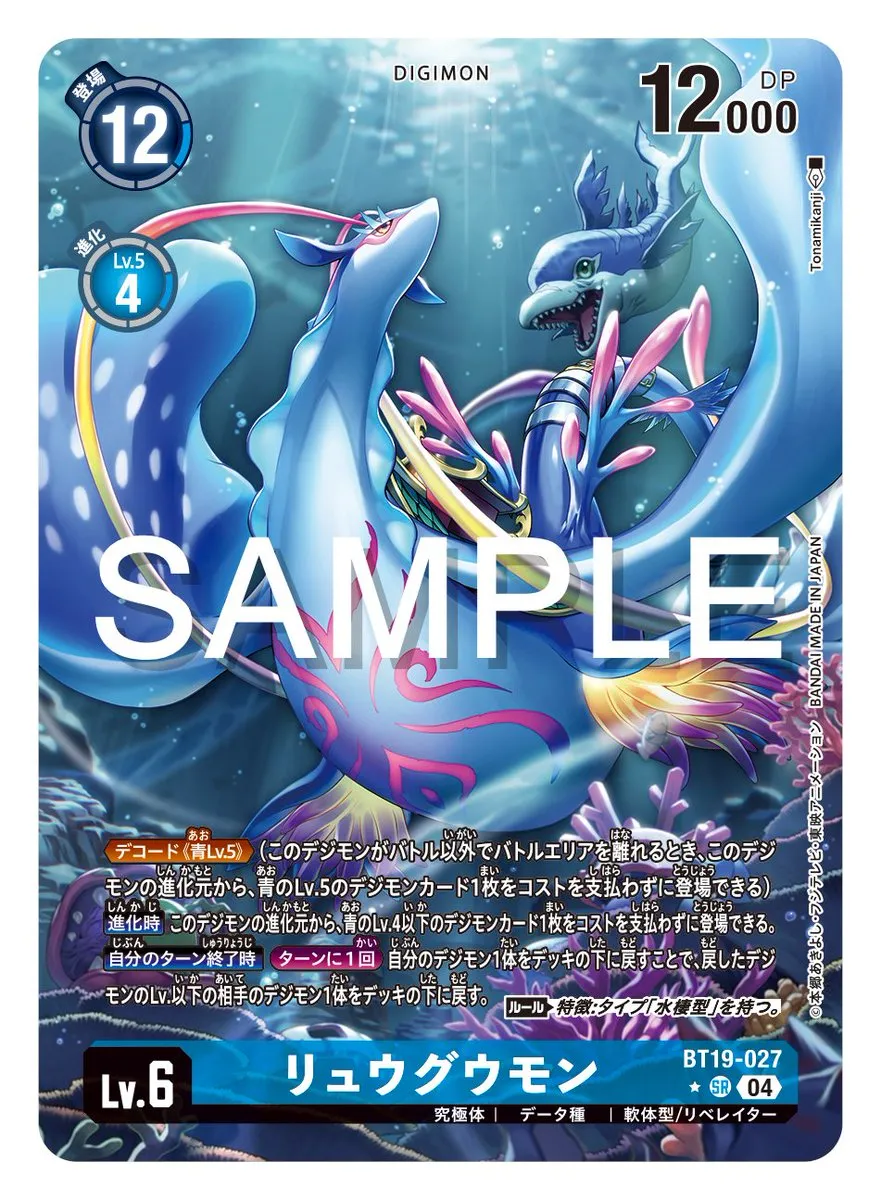 DIGIMON
登場
12
12000
DP
進化
Lv.5
4
Tonamikanji
SAMPLE
©本郷あきよし・フジテレビ・東映アニメーション BANDAI MADE IN JAPAN
デコード《青Lv.5》(このデジモンがバトル以外でバトルエリアを離れるとき、このデジ
モンの進化元から、青のLv.5のデジモンカード1枚をコストを支払わずに登場できる)
進化時 このデジモンの進化元から、青のLv.4以下のデジモンカード1枚をコストを支払わずに登場できる。
自分のターン終了時 ターンに1回 自分のデジモン1体をデッキの下に戻すことで、戻したデジ
モンのLv.以下の相手のデジモン1体をデッキの下に戻す。
ルール 特徴:タイプ「水棲型」を持つ。
Lv.6
リュウグウモン
BT19-027
SR 04
究極体 | データ種 | 軟体型/リベレイター